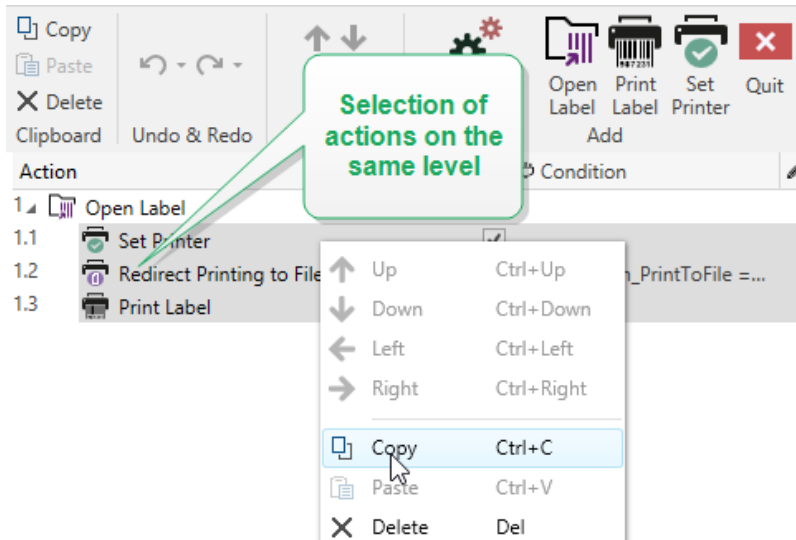 Copy
Paste
Delete
Clipboard
Undo & Redo
Open Label
Print Label
987231
Set Printer
Quit
Add
Selection of
actions on the
same level
Action
Condition
1 Open Label
1.1 Set Printer
1.2 Redirect Printing to File
_PrintToFile =...
1.3 Print Label
Up Ctrl+Up
Down Ctrl+Down
Left Ctrl+Left
Right Ctrl+Right
Copy Ctrl+C
Paste Ctrl+V
Delete Del